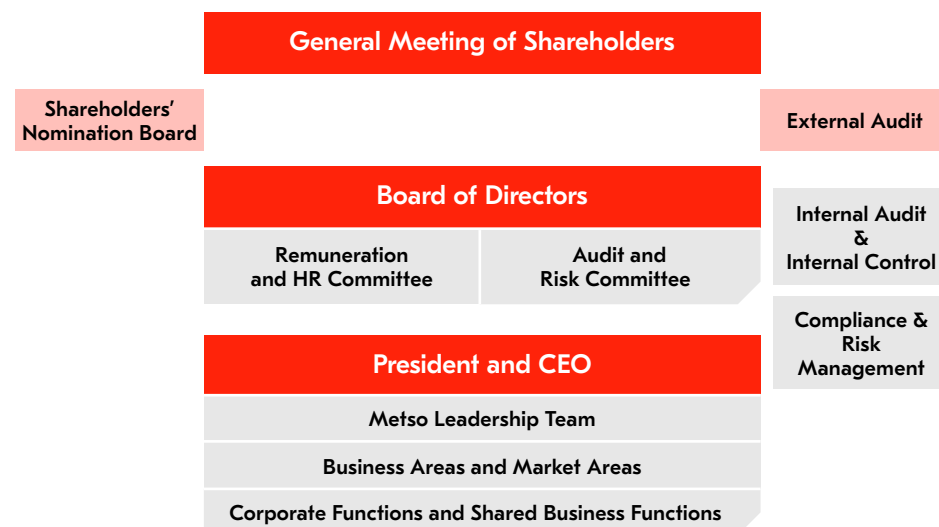 General Meeting of Shareholders
Shareholders’
Nomination Board
External Audit
Board of Directors
Remuneration
and HR Committee
Audit and
Risk Committee
Internal Audit
&
Internal Control
Compliance &
Risk
Management
President and CEO
Metso Leadership Team
Business Areas and Market Areas
Corporate Functions and Shared Business Functions